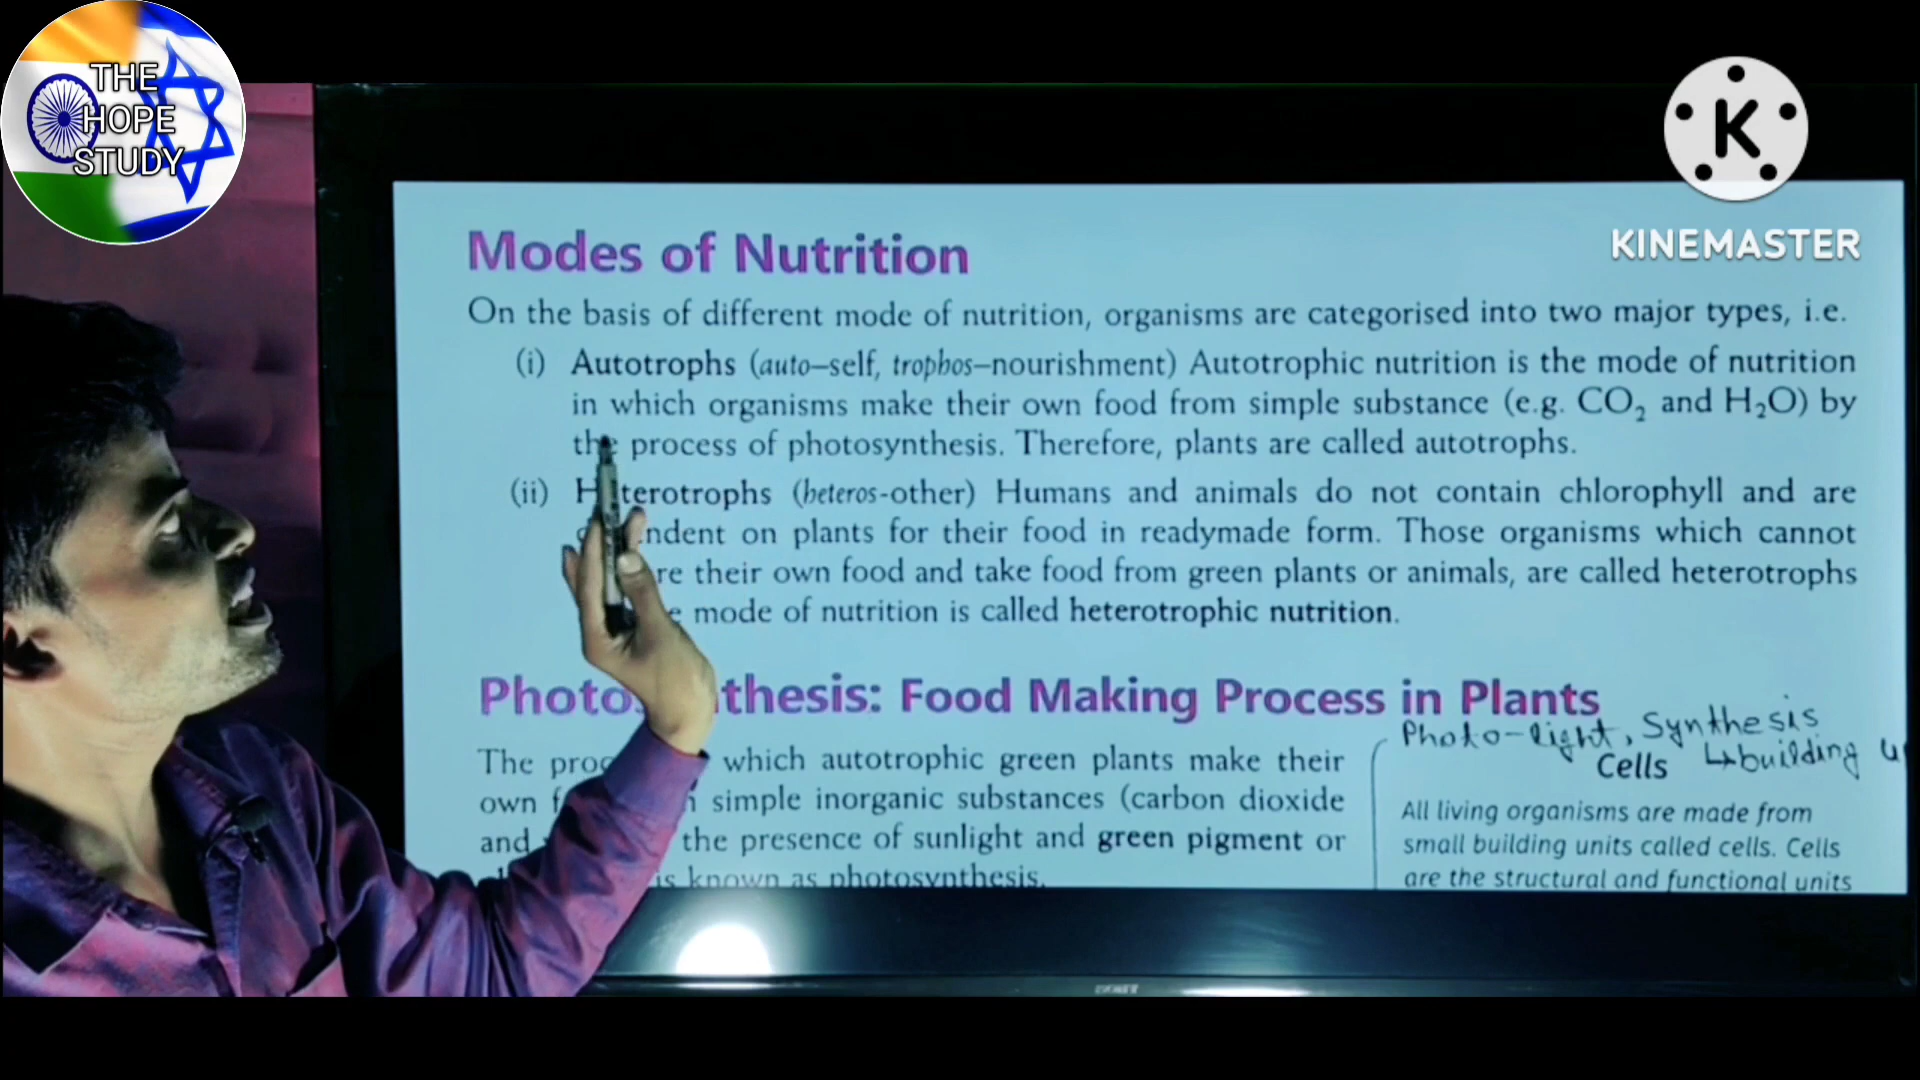 THE
HOPE
STUDY
K
KINEMASTER
Modes of Nutrition
On the basis of different mode of nutrition, organisms are categorised into two major types, i.e.
(i) Autotrophs (auto–self, trophos–nourishment) Autotrophic nutrition is the mode of nutrition
in which organisms make their own food from simple substance (e.g. CO₂ and H₂O) by
the process of photosynthesis. Therefore, plants are called autotrophs.
(ii) Heterotrophs (heteros-other) Humans and animals do not contain chlorophyll and are
on plants for their food in readymade form. Those organisms which cannot
their own food and take food from green plants or animals, are called heterotrophs
mode of nutrition is called heterotrophic nutrition.
Photosynthesis: Food Making Process in Plants
Photo-light, Synthesis
↳building
The which autotrophic green plants make their
own simple inorganic substances (carbon dioxide
and the presence of sunlight and green pigment or
is known as photosynthesis.
Cells
All living organisms are made from
small building units called cells. Cells
are the structural and functional units